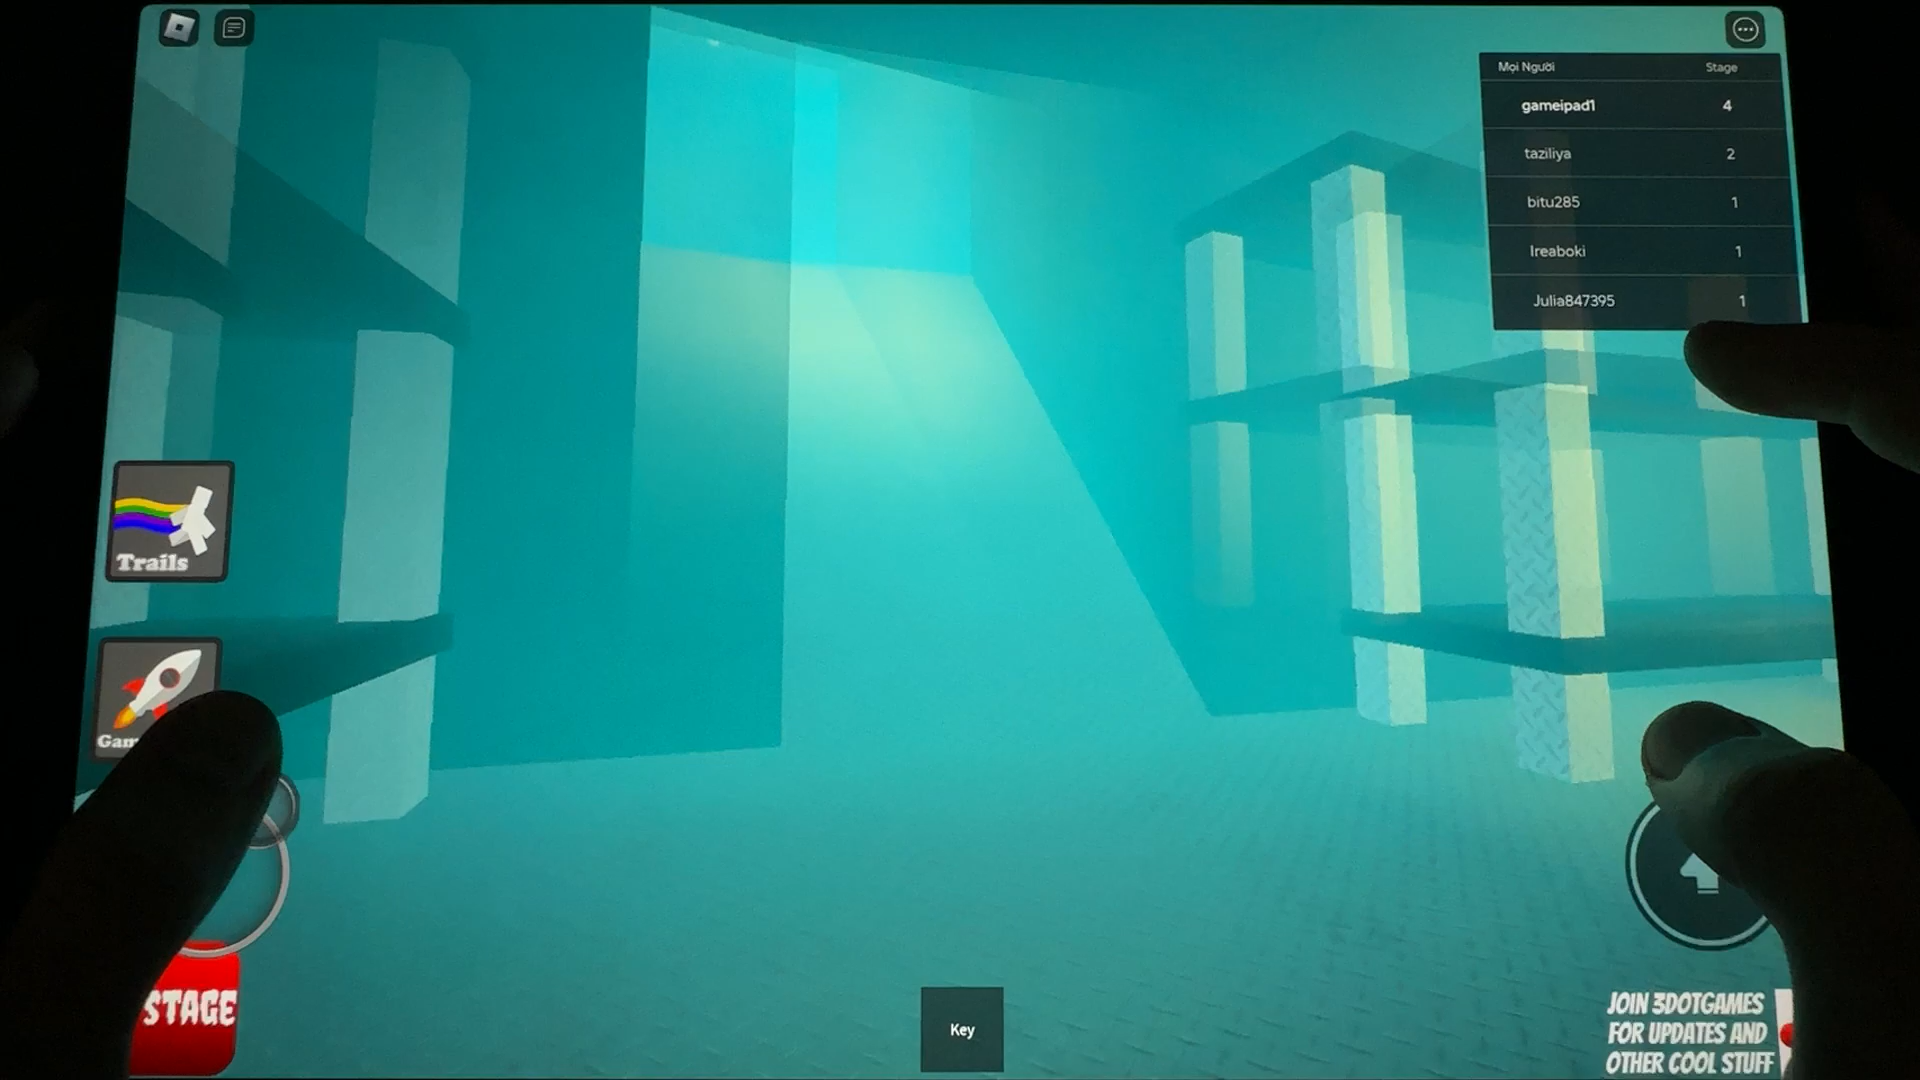 Mọi Người Stage
gameipad1 4
taziliya 2
bitu285 1
Ireaboki 1
Julia847395 1
Trails
STAGE
Key
JOIN 3DOTGAMES
FOR UPDATES AND
OTHER COOL STUFF